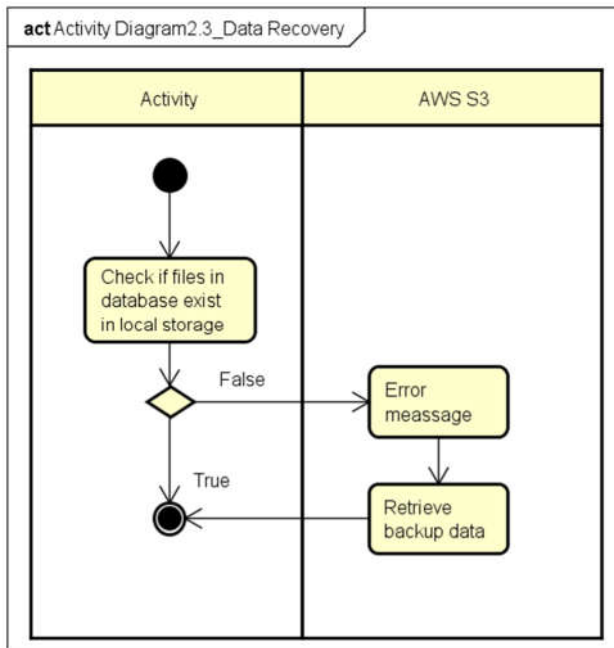 act Activity Diagram2.3_Data Recovery
Activity
AWS S3
Check if files in
database exist
in local storage
False
Error
meassage
True
Retrieve
backup data